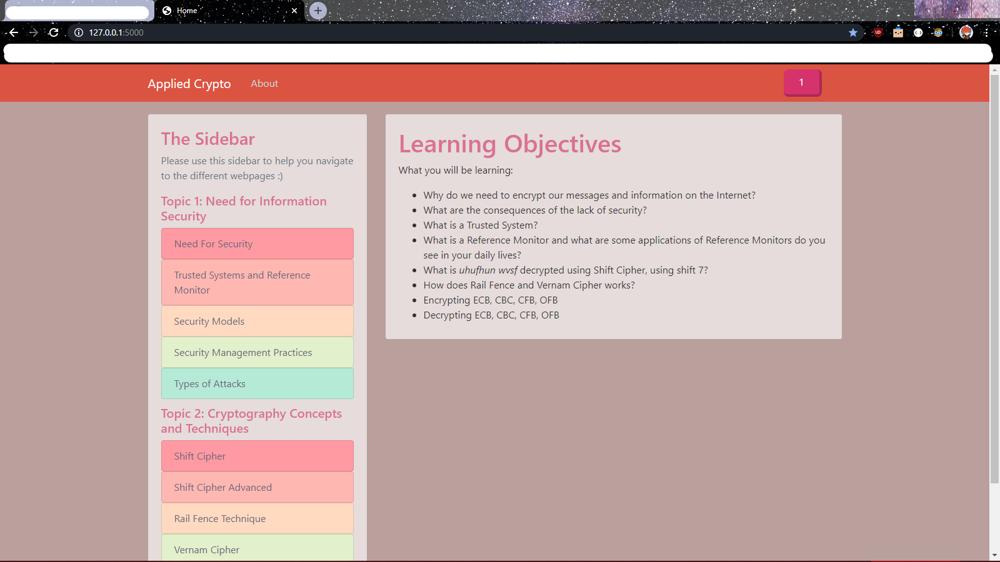 Home
127.0.0.1:5000
Applied Crypto
About
1
The Sidebar
Please use this sidebar to help you navigate
to the different webpages :)
Topic 1: Need for Information
Security
Need For Security
Trusted Systems and Reference
Monitor
Security Models
Security Management Practices
Types of Attacks
Topic 2: Cryptography Concepts
and Techniques
Shift Cipher
Shift Cipher Advanced
Rail Fence Technique
Vernam Cipher
Learning Objectives
What you will be learning:
Why do we need to encrypt our messages and information on the Internet?
What are the consequences of the lack of security?
What is a Trusted System?
What is a Reference Monitor and what are some applications of Reference Monitors do you
see in your daily lives?
What is uhufhun wvsf decrypted using Shift Cipher, using shift 7?
How does Rail Fence and Vernam Cipher works?
Encrypting ECB, CBC, CFB, OFB
Decrypting ECB, CBC, CFB, OFB